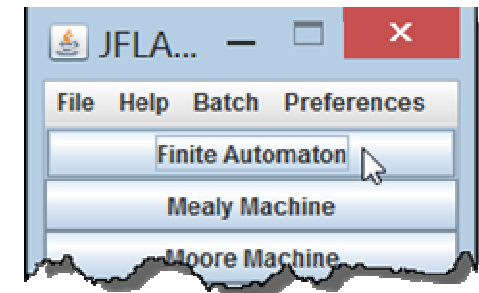 JFLA...
File Help Batch Preferences
Finite Automaton
Mealy Machine
Moore Machine